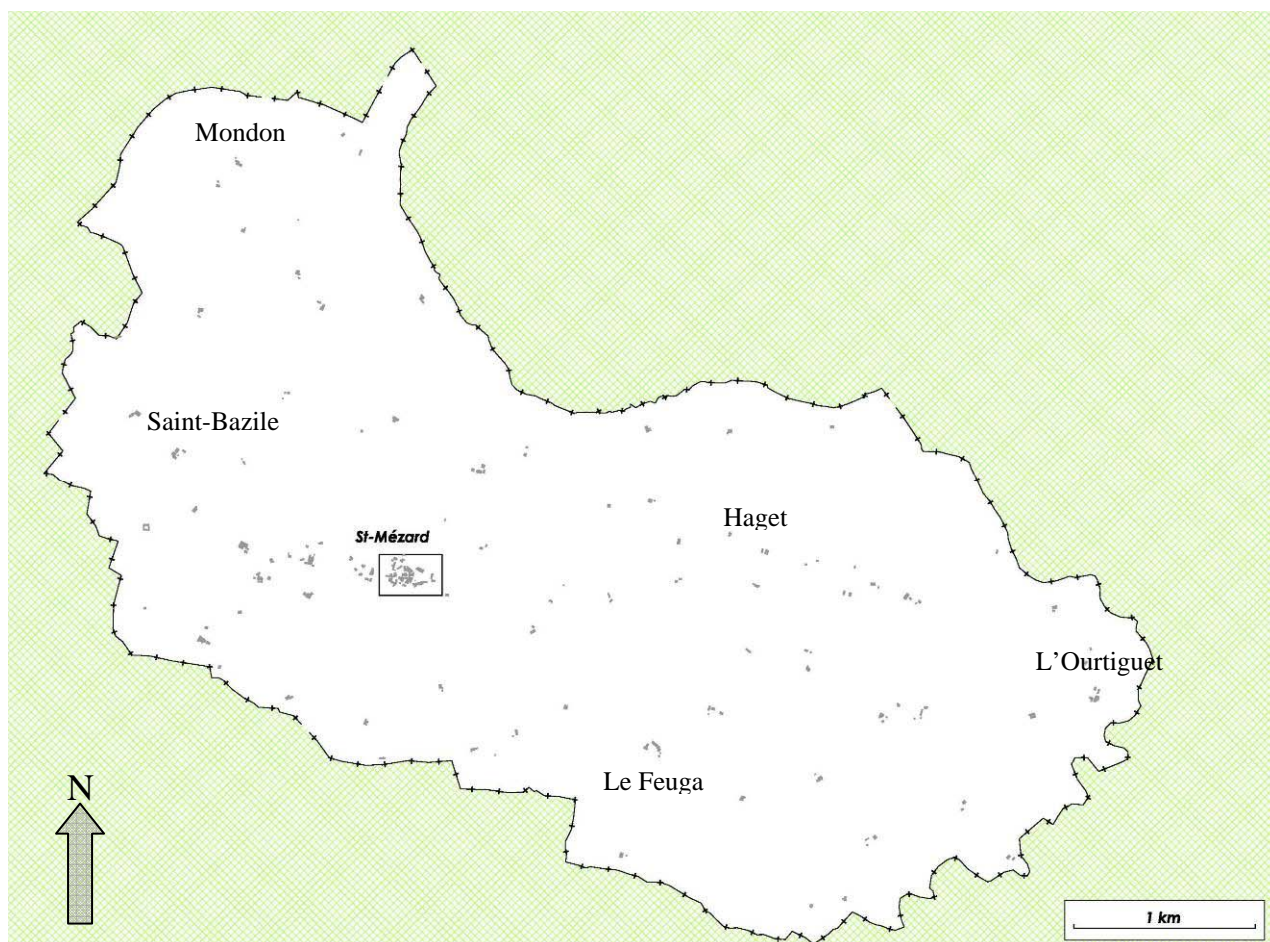 Mondon
Saint-Bazile
Haget
St-Mézard
L'Ourtiguet
Le Feuga
N
1 km